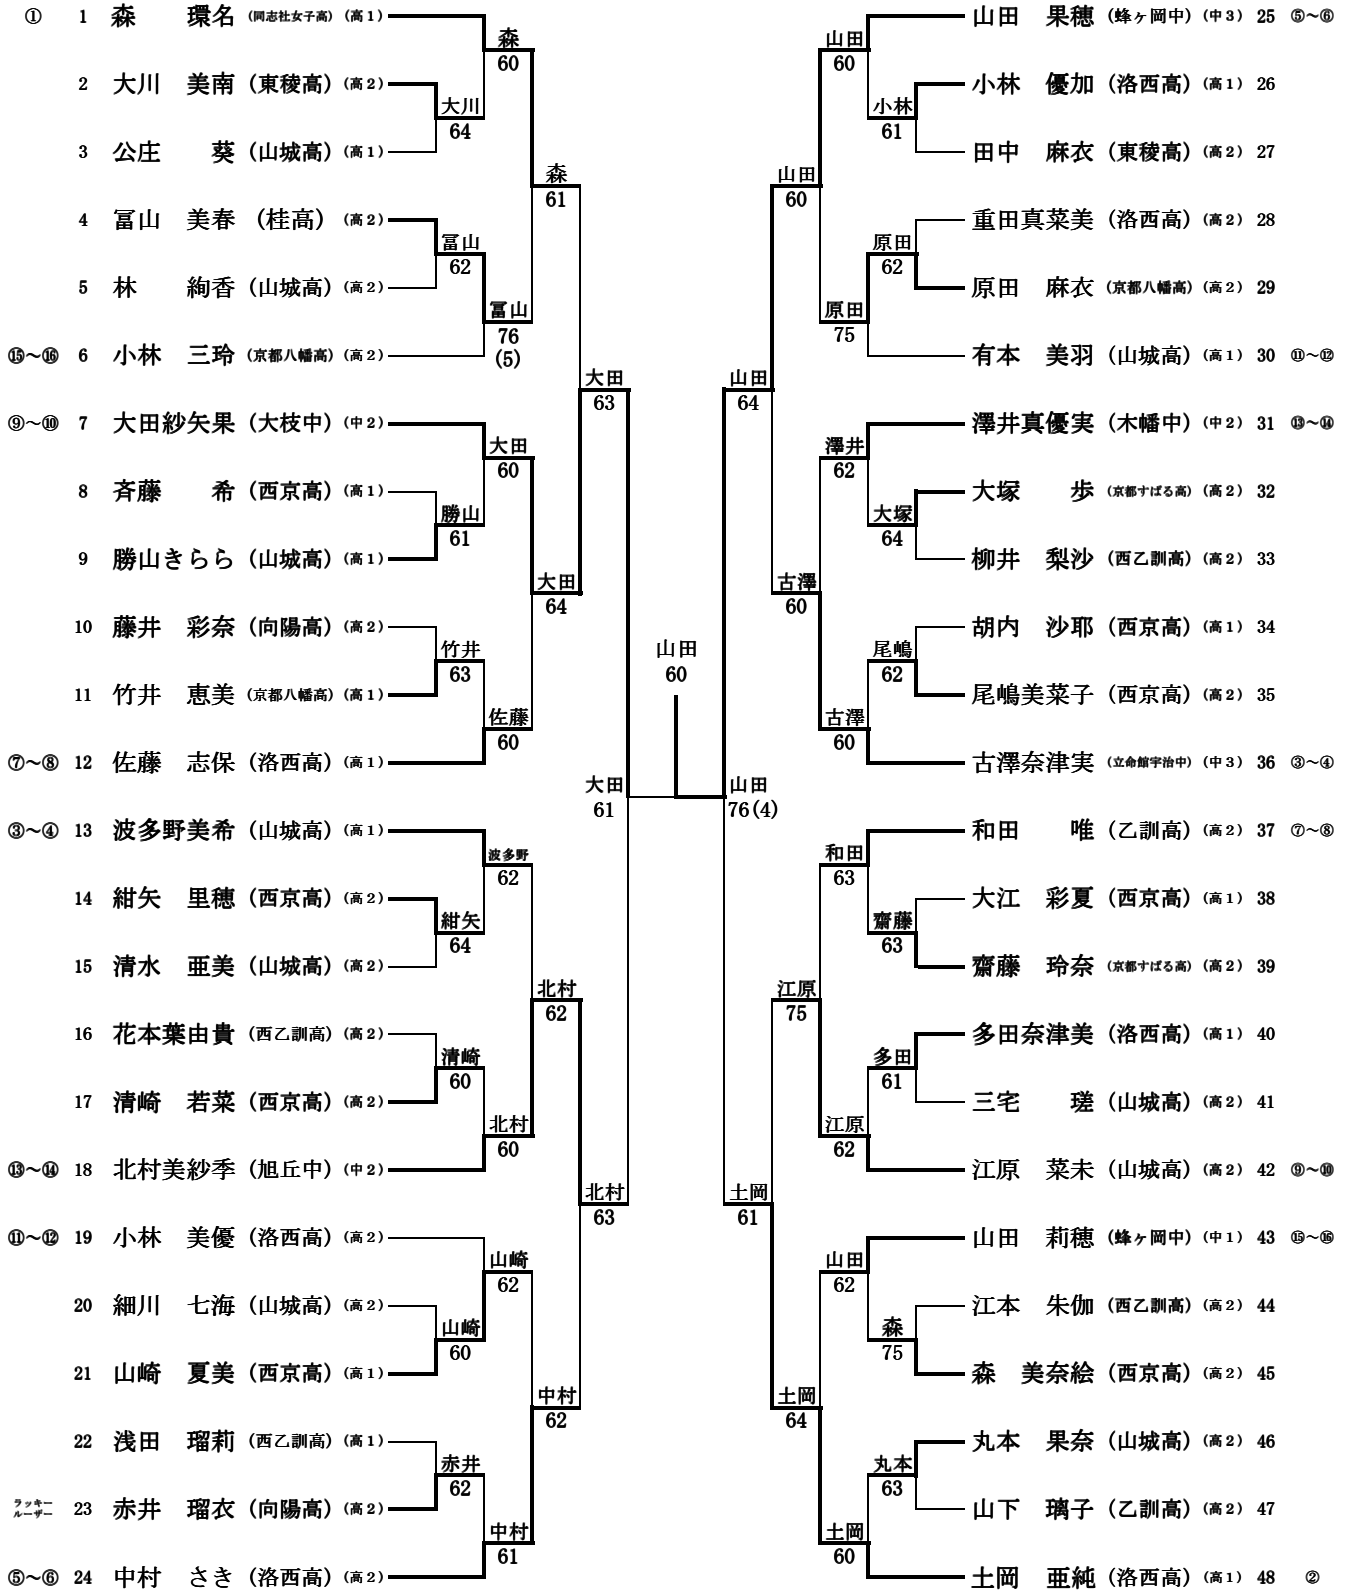 ① 1 森 環名 (同志社女子高) (高1)
2 大川 美南 (東稜高) (高2)
3 公庄 葵 (山城高) (高1)
4 冨山 美春 (桂高) (高2)
5 林 絢香 (山城高) (高2)
⑮～⑯ 6 小林 三玲 (京都八幡高) (高2)
⑨～⑩ 7 大田紗矢果 (大枝中) (中2)
8 斉藤 希 (西京高) (高1)
9 勝山きらら (山城高) (高1)
10 藤井 彩奈 (向陽高) (高2)
11 竹井 恵美 (京都八幡高) (高1)
⑦～⑧ 12 佐藤 志保 (洛西高) (高1)
③～④ 13 波多野美希 (山城高) (高1)
14 紺矢 里穂 (西京高) (高2)
15 清水 亜美 (山城高) (高2)
16 花本葉由貴 (西乙訓高) (高2)
17 清崎 若菜 (西京高) (高2)
⑬～⑭ 18 北村美紗季 (旭丘中) (中2)
⑪～⑫ 19 小林 美優 (洛西高) (高2)
20 細川 七海 (山城高) (高2)
21 山崎 夏美 (西京高) (高1)
22 浅田 瑠莉 (西乙訓高) (高1)
ラッキー
ルーザー
23 赤井 瑠衣 (向陽高) (高2)
⑤～⑥ 24 中村 さき (洛西高) (高2)
大川
64
冨山
62
勝山
61
竹井
63
紺矢
64
清崎
60
山崎
60
赤井
62
森
60
冨山
76
(5)
大田
60
佐藤
60
波多野
62
北村
60
山崎
62
中村
61
森
61
大田
64
北村
62
中村
62
大田
63
北村
63
大田
61
山田
60
山田
76(4)
山田
64
土岡
61
山田
60
古澤
60
江原
75
土岡
64
山田
60
原田
75
澤井
62
古澤
60
和田
63
江原
62
山田
62
土岡
60
小林
61
原田
62
大塚
64
尾嶋
62
齋藤
63
多田
61
森
75
丸本
63
山田 果穂 (蜂ヶ岡中) (中3) 25 ⑤～⑥
小林 優加 (洛西高) (高1) 26
田中 麻衣 (東稜高) (高2) 27
重田真菜美 (洛西高) (高2) 28
原田 麻衣 (京都八幡高) (高2) 29
有本 美羽 (山城高) (高1) 30 ⑪～⑫
澤井真優実 (木幡中) (中2) 31 ⑬～⑭
大塚 歩 (京都すばる高) (高2) 32
柳井 梨沙 (西乙訓高) (高2) 33
胡内 沙耶 (西京高) (高1) 34
尾嶋美菜子 (西京高) (高2) 35
古澤奈津実 (立命館宇治中) (中3) 36 ③～④
和田 唯 (乙訓高) (高2) 37 ⑦～⑧
大江 彩夏 (西京高) (高1) 38
齋藤 玲奈 (京都すばる高) (高2) 39
多田奈津美 (洛西高) (高1) 40
三宅 瑳 (山城高) (高2) 41
江原 菜未 (山城高) (高2) 42 ⑨～⑩
山田 莉穂 (蜂ヶ岡中) (中1) 43 ⑮～⑯
江本 朱伽 (西乙訓高) (高2) 44
森 美奈絵 (西京高) (高2) 45
丸本 果奈 (山城高) (高2) 46
山下 璃子 (乙訓高) (高2) 47
土岡 亜純 (洛西高) (高1) 48 ②